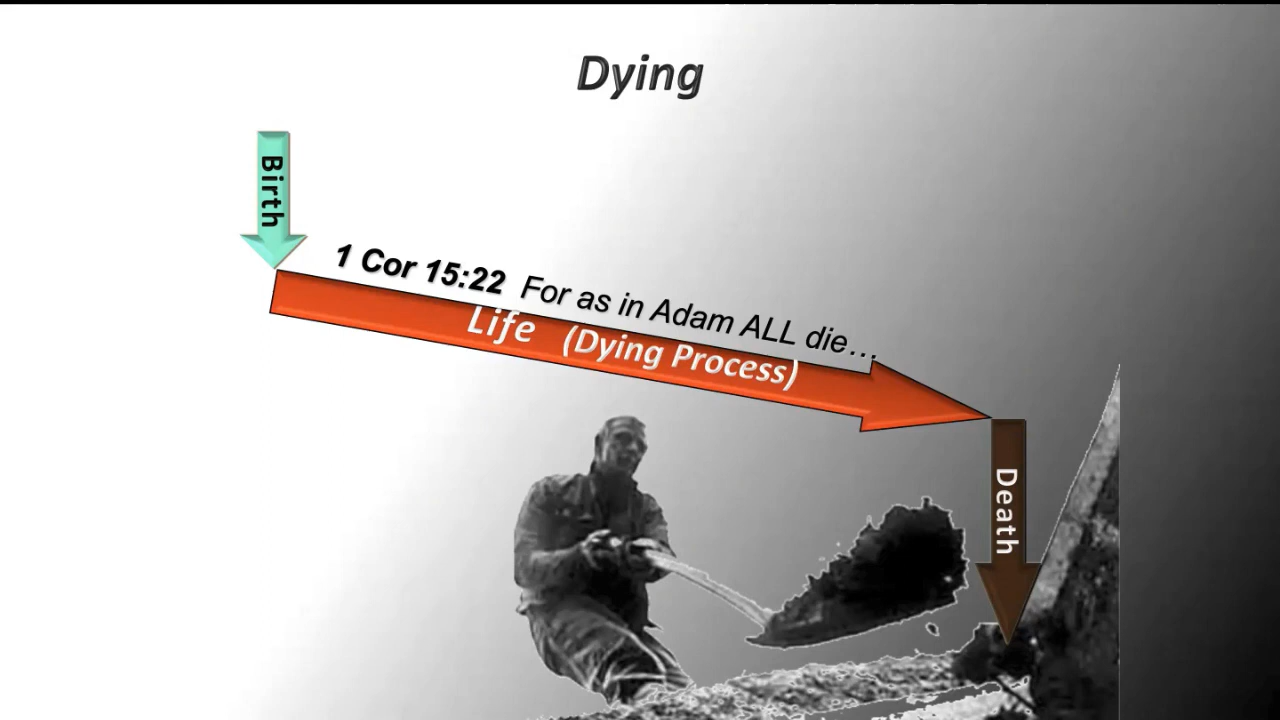 Dying
Birth
1 Cor 15:22 For as in Adam ALL die…
Life (Dying Process)
Death